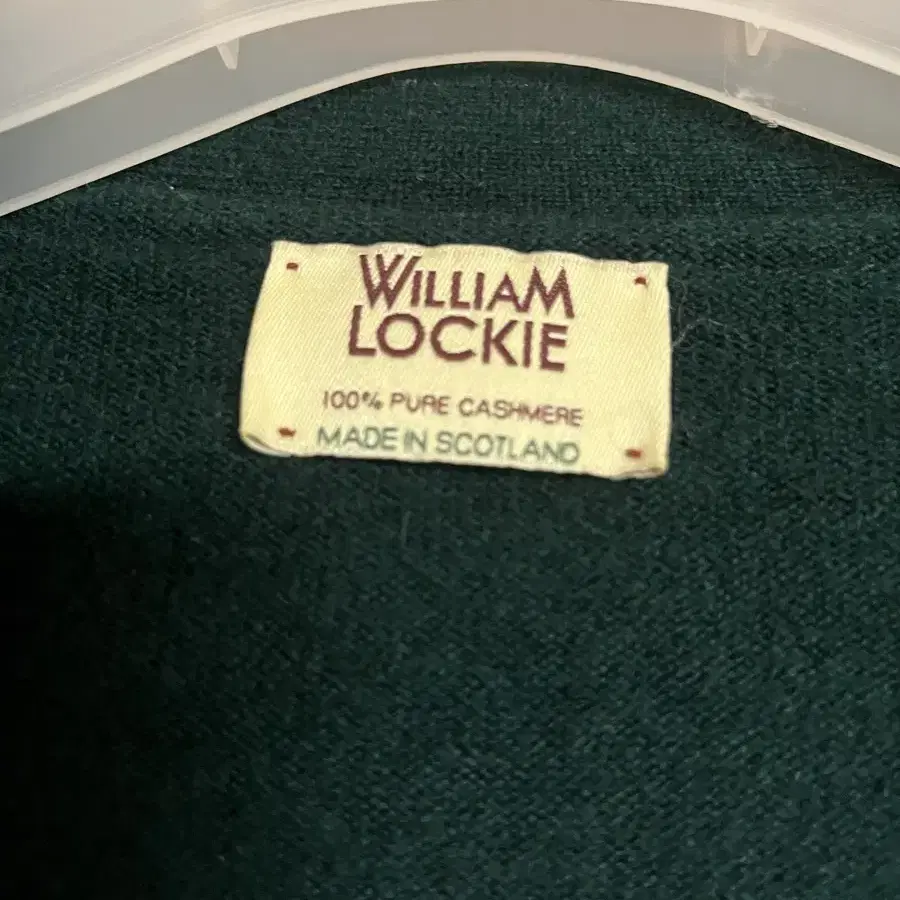 WILLIAM
LOCKIE
100% PURE CASHMERE
MADE IN SCOTLAND